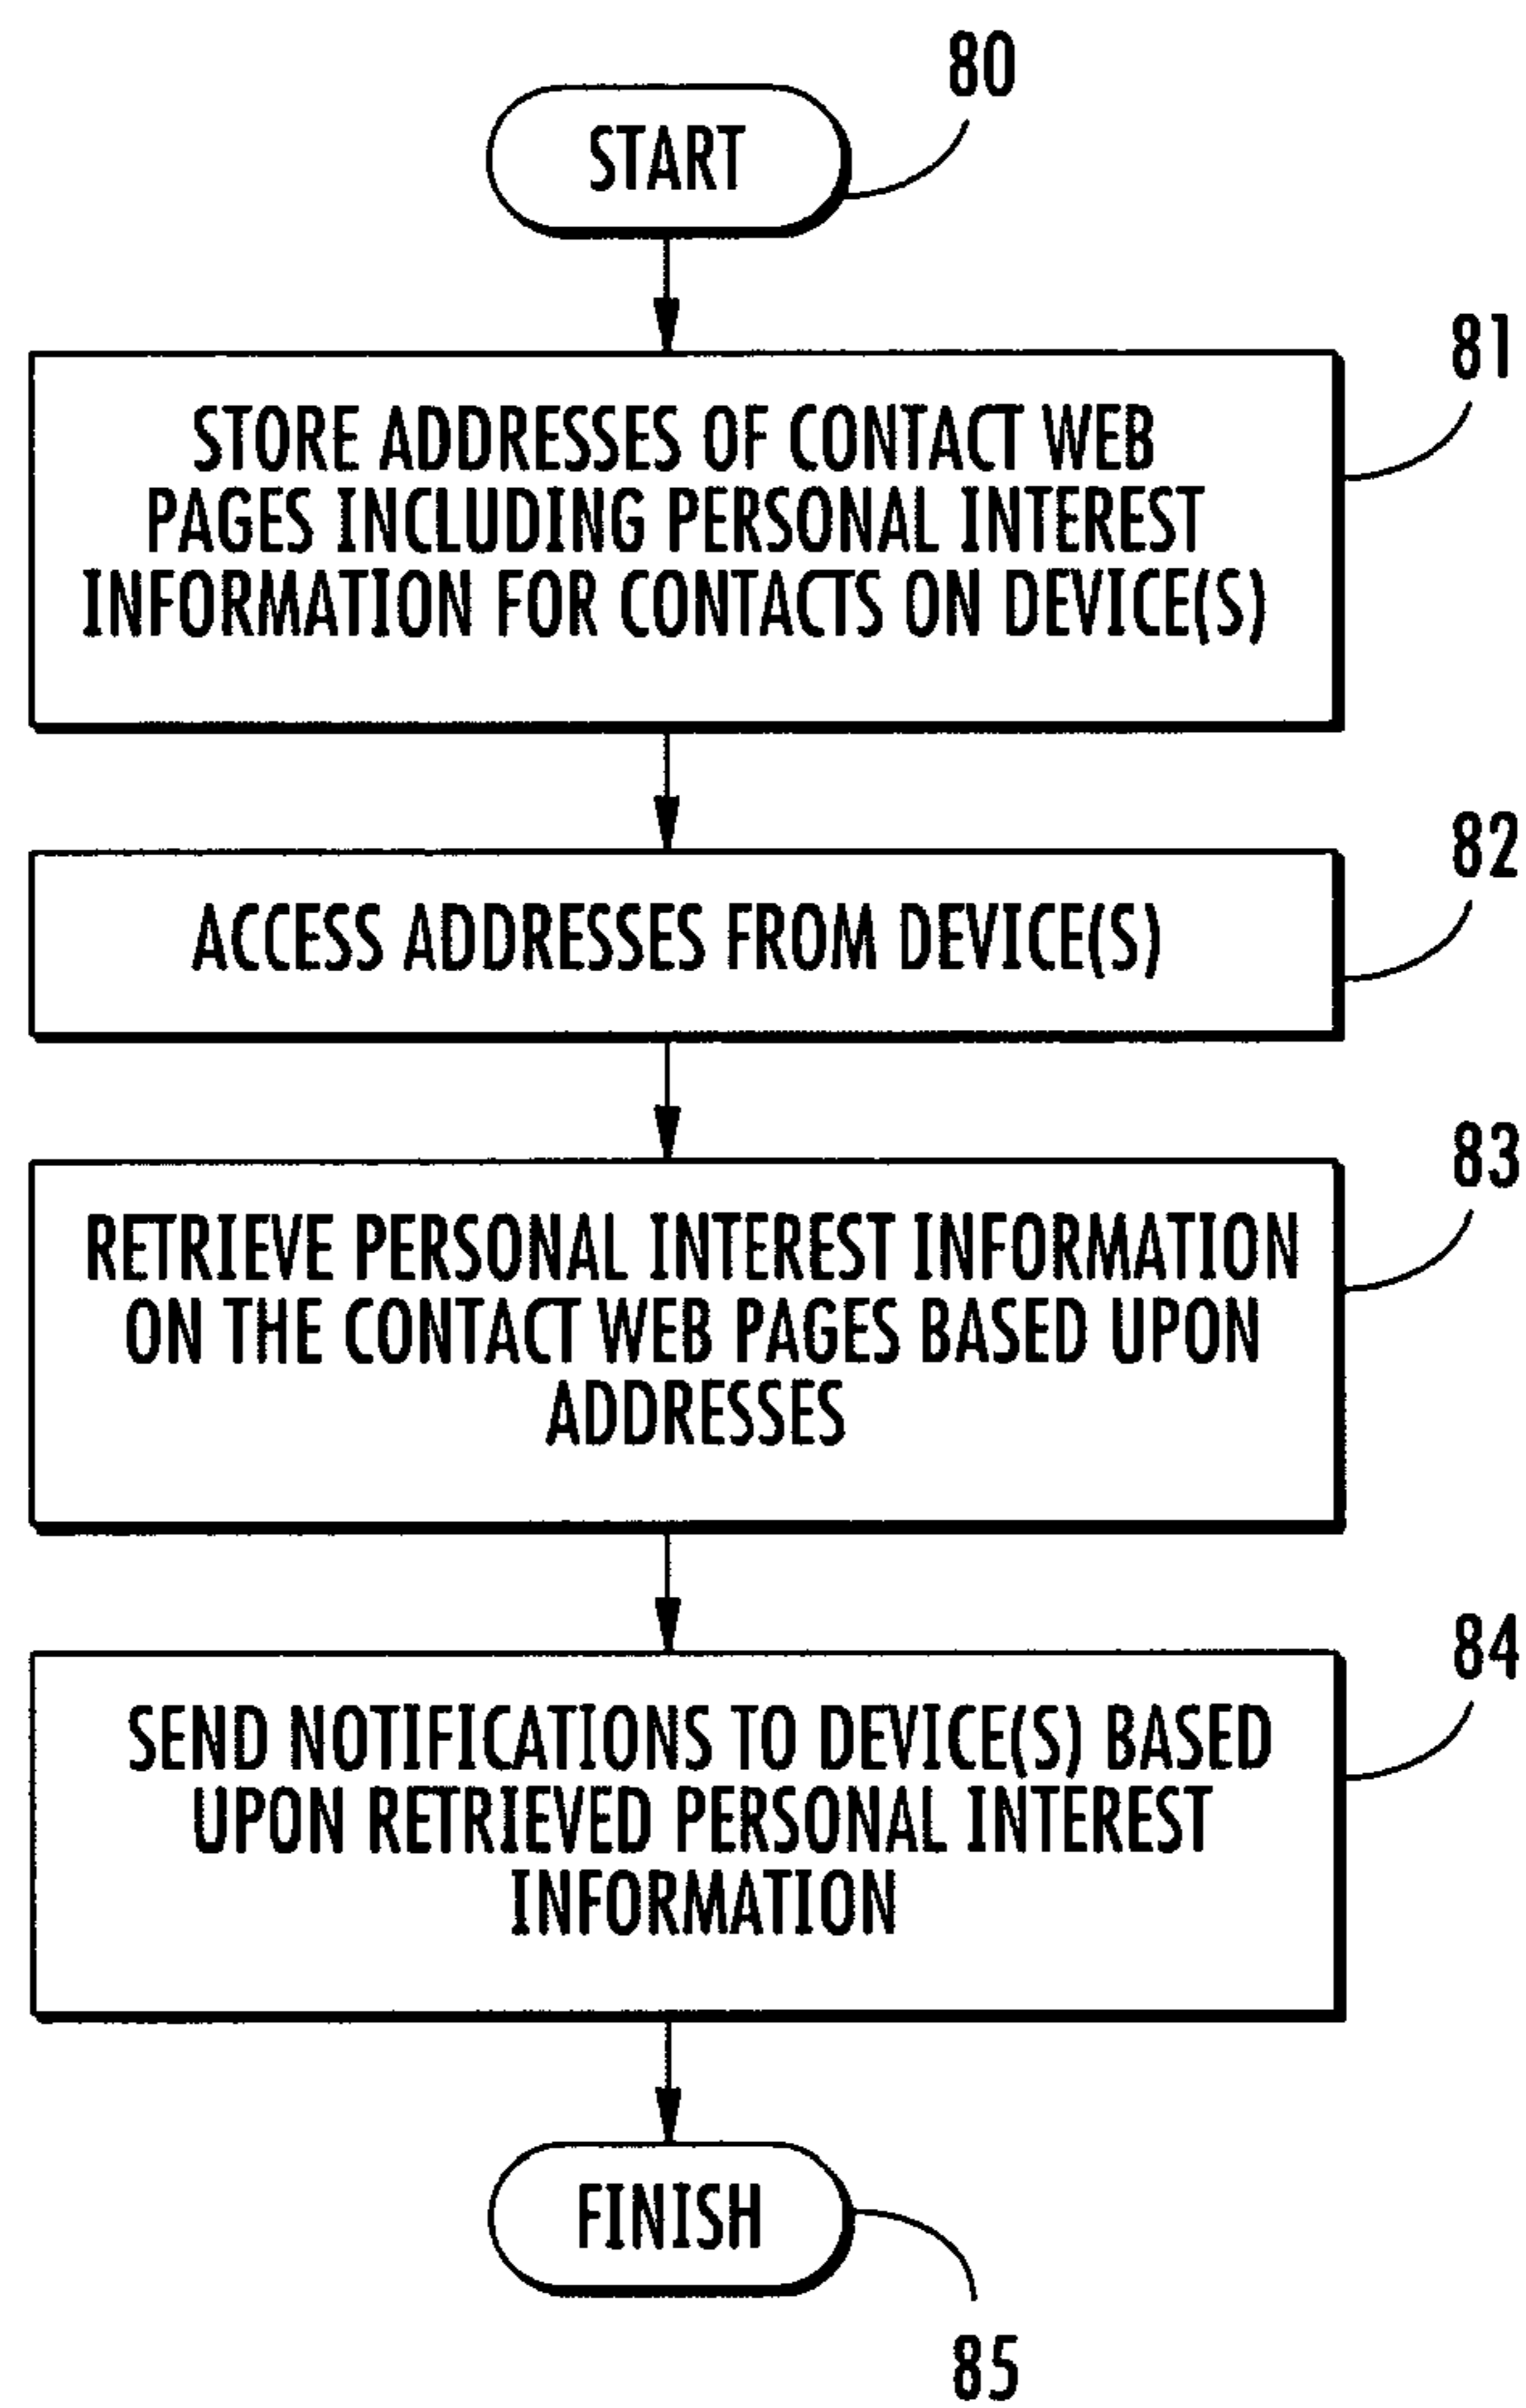 80
START
81
STORE ADDRESSES OF CONTACT WEB
PAGES INCLUDING PERSONAL INTEREST
INFORMATION FOR CONTACTS ON DEVICE(S)
82
ACCESS ADDRESSES FROM DEVICE(S)
83
RETRIEVE PERSONAL INTEREST INFORMATION
ON THE CONTACT WEB PAGES BASED UPON
ADDRESSES
84
SEND NOTIFICATIONS TO DEVICE(S) BASED
UPON RETRIEVED PERSONAL INTEREST
INFORMATION
FINISH
85